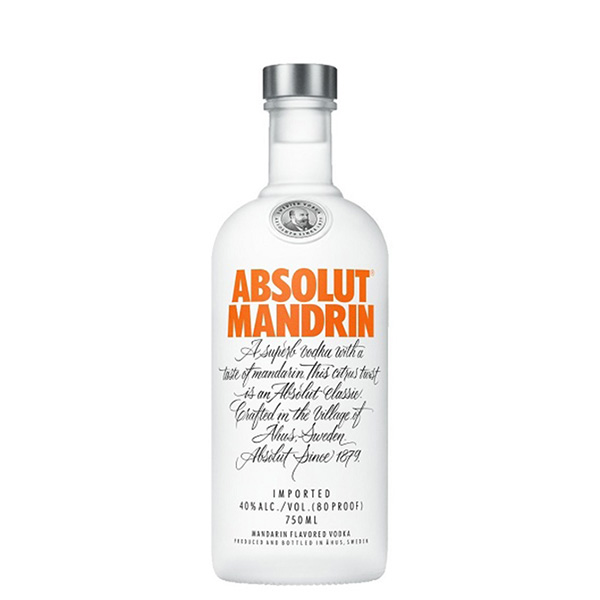 ABSOLUT®
MANDRIN
A superb vodka with a
taste of mandarin. This citrus twist
is an Absolut classic.
Crafted in the village of
Åhus, Sweden.
Absolut Since 1879.
IMPORTED
40%ALC./VOL.(80PROOF)
750ML
MANDARIN FLAVORED VODKA
PRODUCED AND BOTTLED IN ÅHUS, SWEDEN